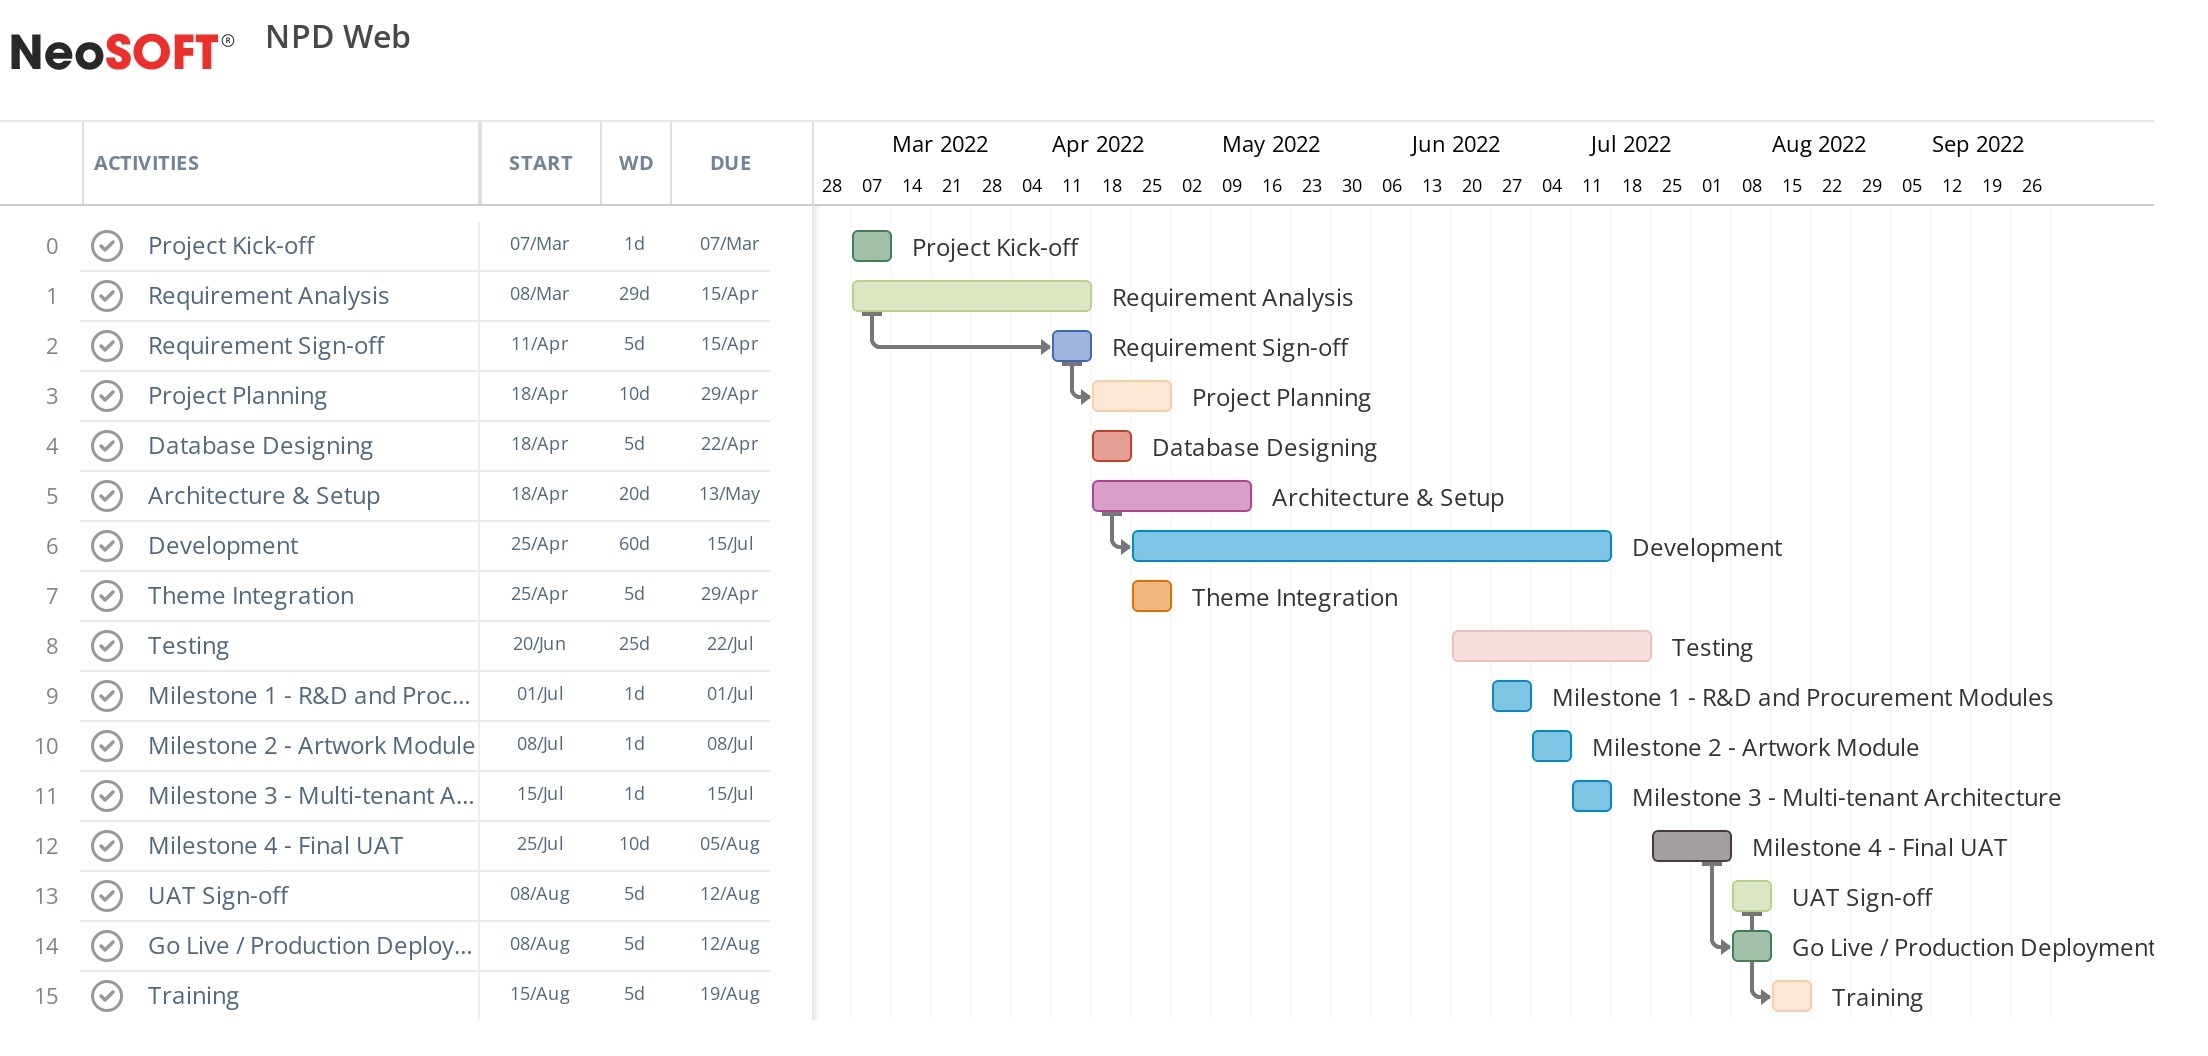 NeoSOFT® NPD Web
ACTIVITIES START WD DUE
Mar 2022 Apr 2022 May 2022 Jun 2022 Jul 2022 Aug 2022 Sep 2022
28 07 14 21 28 04 11 18 25 02 09 16 23 30 06 13 20 27 04 11 18 25 01 08 15 22 29 05 12 19 26
0 Project Kick-off 07/Mar 1d 07/Mar Project Kick-off
1 Requirement Analysis 08/Mar 29d 15/Apr Requirement Analysis
2 Requirement Sign-off 11/Apr 5d 15/Apr Requirement Sign-off
3 Project Planning 18/Apr 10d 29/Apr Project Planning
4 Database Designing 18/Apr 5d 22/Apr Database Designing
5 Architecture & Setup 18/Apr 20d 13/May Architecture & Setup
6 Development 25/Apr 60d 15/Jul Development
7 Theme Integration 25/Apr 5d 29/Apr Theme Integration
8 Testing 20/Jun 25d 22/Jul Testing
9 Milestone 1 - R&D and Proc... 01/Jul 1d 01/Jul Milestone 1 - R&D and Procurement Modules
10 Milestone 2 - Artwork Module 08/Jul 1d 08/Jul Milestone 2 - Artwork Module
11 Milestone 3 - Multi-tenant A... 15/Jul 1d 15/Jul Milestone 3 - Multi-tenant Architecture
12 Milestone 4 - Final UAT 25/Jul 10d 05/Aug Milestone 4 - Final UAT
13 UAT Sign-off 08/Aug 5d 12/Aug UAT Sign-off
14 Go Live / Production Deploy... 08/Aug 5d 12/Aug Go Live / Production Deployment
15 Training 15/Aug 5d 19/Aug Training